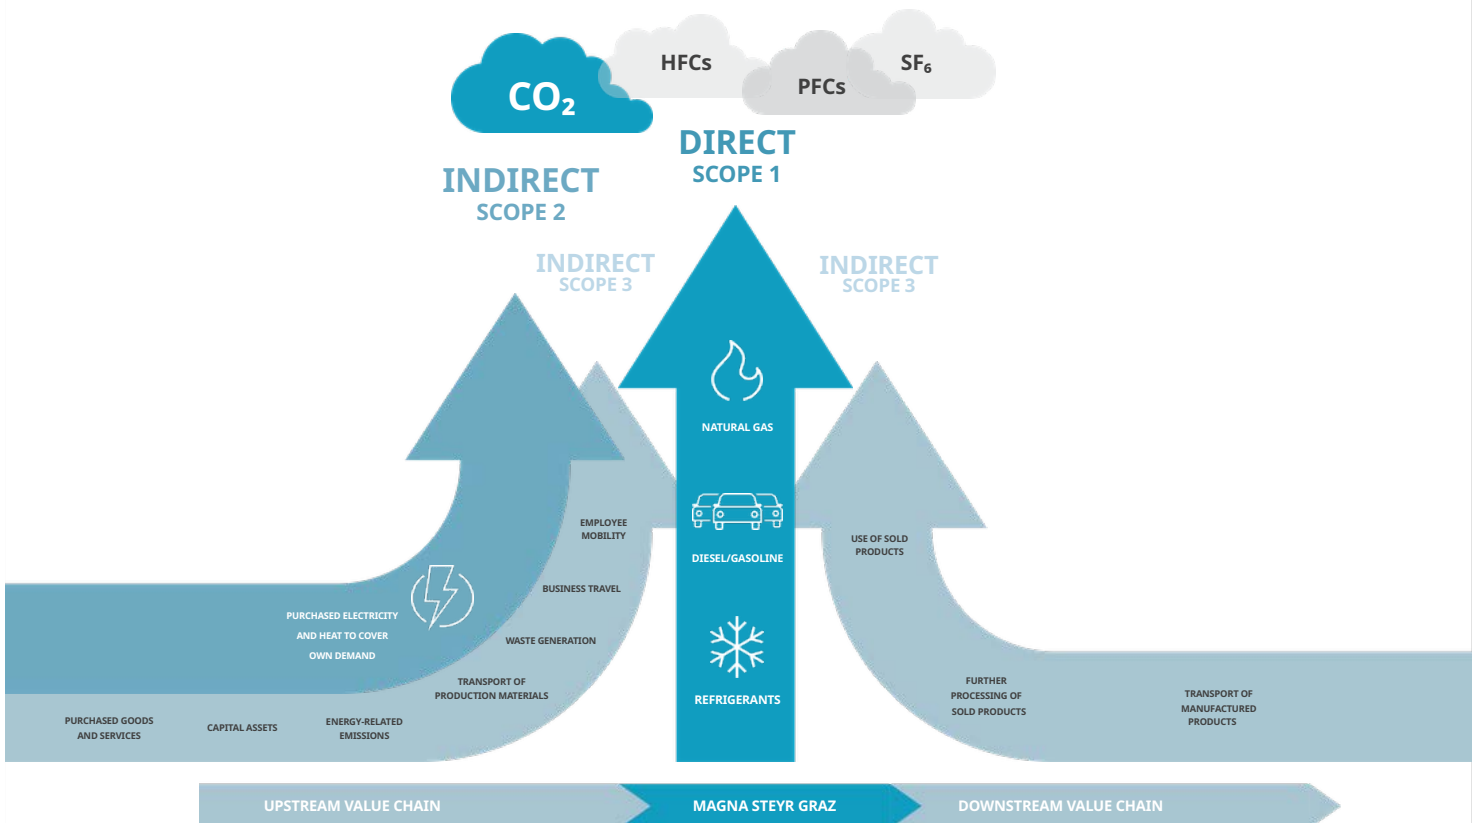 CO₂
HFCs
PFCs
SF₆
DIRECT
SCOPE 1
INDIRECT
SCOPE 2
INDIRECT
SCOPE 3
INDIRECT
SCOPE 3
NATURAL GAS
DIESEL/GASOLINE
REFRIGERANTS
PURCHASED ELECTRICITY
AND HEAT TO COVER
OWN DEMAND
EMPLOYEE
MOBILITY
BUSINESS TRAVEL
WASTE GENERATION
TRANSPORT OF
PRODUCTION MATERIALS
PURCHASED GOODS
AND SERVICES
CAPITAL ASSETS
ENERGY-RELATED
EMISSIONS
USE OF SOLD
PRODUCTS
FURTHER
PROCESSING OF
SOLD PRODUCTS
TRANSPORT OF
MANUFACTURED
PRODUCTS
UPSTREAM VALUE CHAIN
MAGNA STEYR GRAZ
DOWNSTREAM VALUE CHAIN